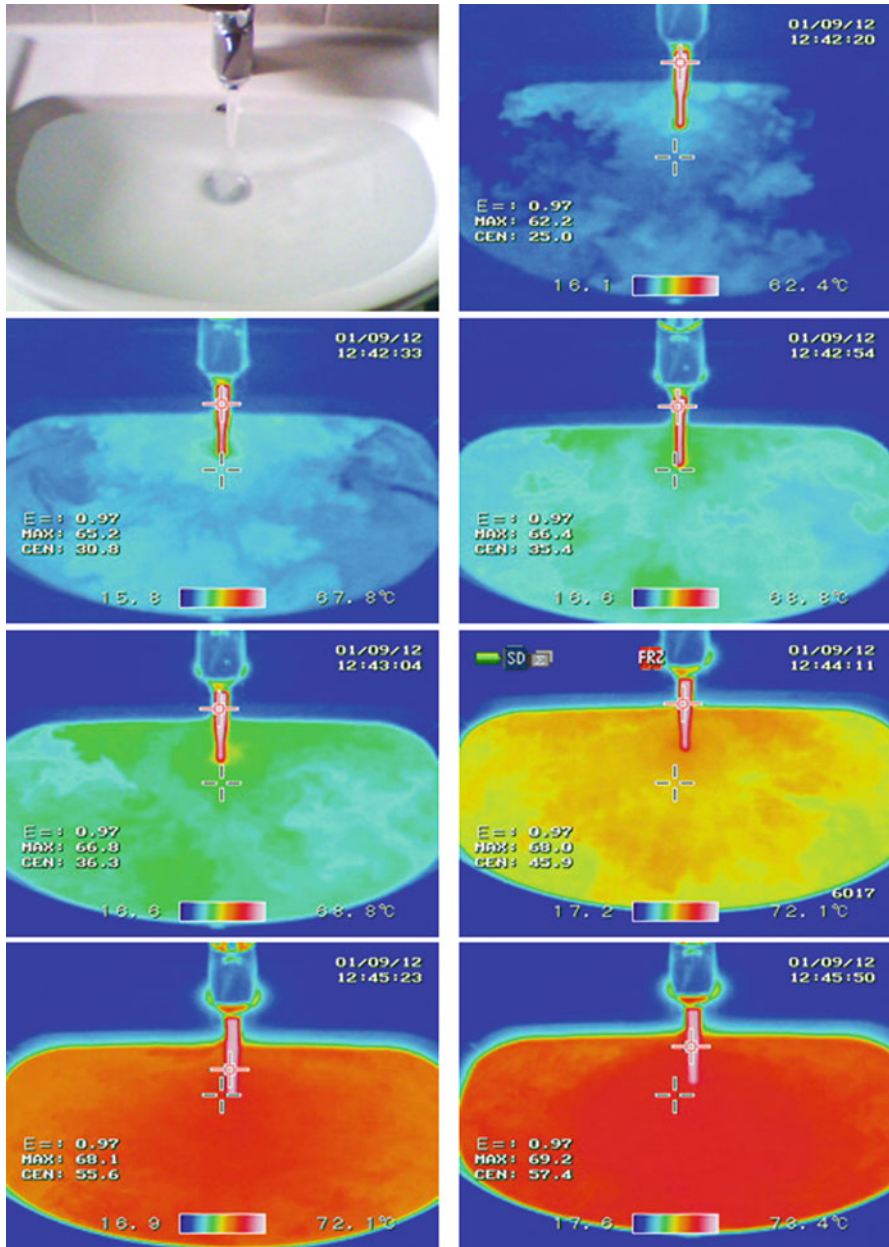 01/09/12
12:42:20
E=: 0.97
MAX: 62.2
CEN: 25.0
16.1 62.4℃
01/09/12
12:42:33
E=: 0.97
MAX: 65.2
CEN: 30.8
15.8 67.8℃
01/09/12
12:42:54
E=: 0.97
MAX: 66.4
CEN: 35.4
16.6 68.8℃
01/09/12
12:43:04
E=: 0.97
MAX: 66.8
CEN: 36.3
16.6 68.8℃
SD FRZ 01/09/12
12:44:11
E=: 0.97
MAX: 68.0
CEN: 45.9
6017
17.2 72.1℃
01/09/12
12:45:23
E=: 0.97
MAX: 68.1
CEN: 55.6
16.9 72.1℃
01/09/12
12:45:50
E=: 0.97
MAX: 69.2
CEN: 57.4
17.6 73.4℃